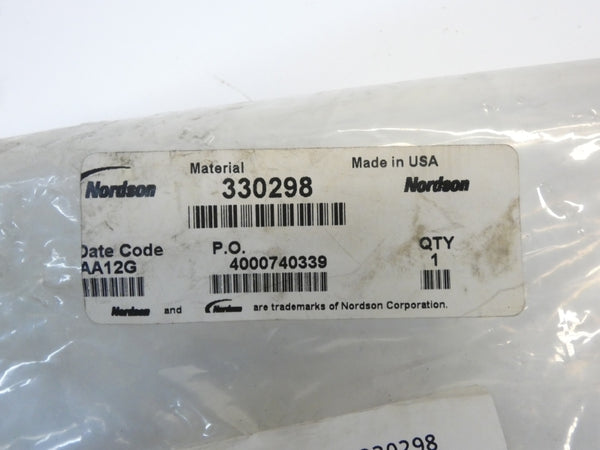 Material
Made in USA
Nordson
330298
Nordson
Date Code
P.O.
QTY
AA12G
4000740339
1
Nordson and Nordson are trademarks of Nordson Corporation.
330298